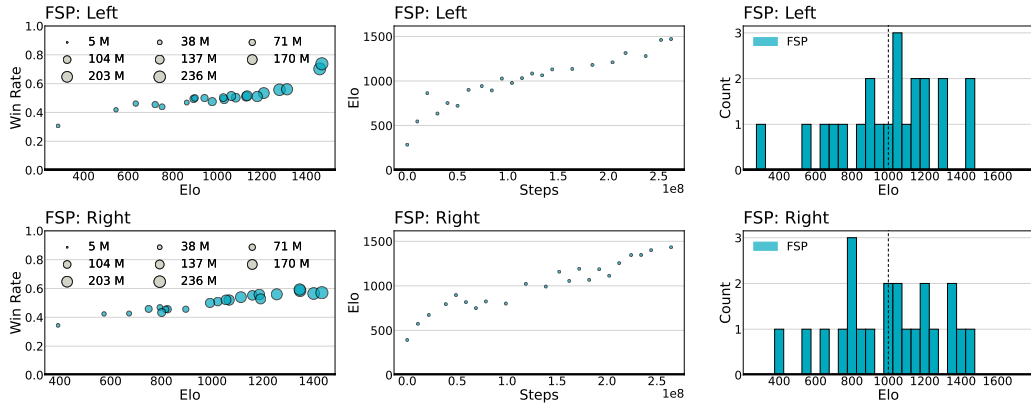 FSP: Left
1.0
0.8
0.6
0.4
0.2
0.0
Win Rate
5 M
38 M
71 M
104 M
137 M
170 M
203 M
236 M
400
600
800
1000
1200
1400
Elo
FSP: Left
1500
1000
500
0
Elo
0.0
0.5
1.0
1.5
2.0
2.5
Steps
1e8
FSP: Left
3
2
1
0
Count
FSP
400
600
800
1000
1200
1400
1600
Elo
FSP: Right
1.0
0.8
0.6
0.4
0.2
0.0
Win Rate
5 M
38 M
71 M
104 M
137 M
170 M
203 M
236 M
400
600
800
1000
1200
1400
Elo
FSP: Right
1500
1000
500
0
Elo
0.0
0.5
1.0
1.5
2.0
2.5
Steps
1e8
FSP: Right
3
2
1
0
Count
FSP
400
600
800
1000
1200
1400
1600
Elo